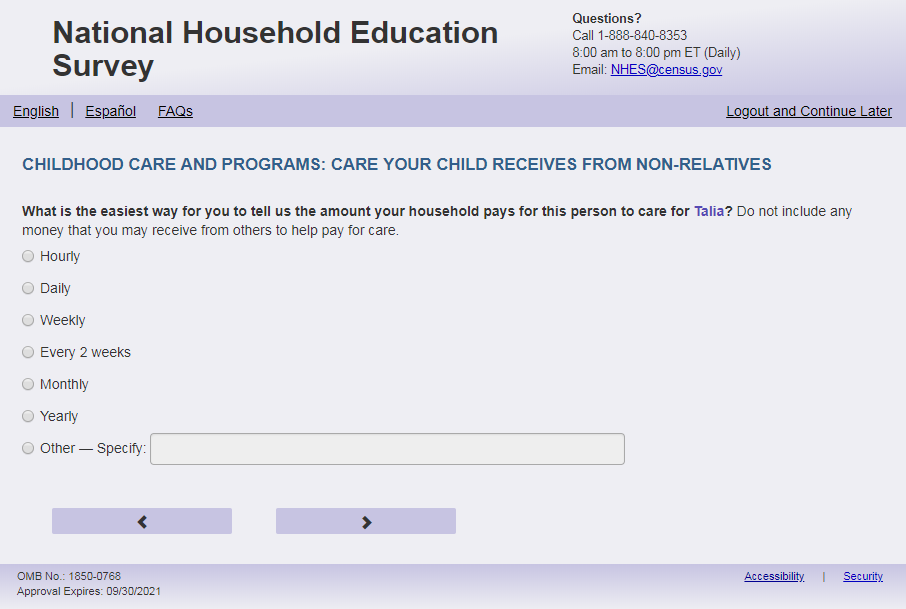 National Household Education
Survey
Questions?
Call 1-888-840-8353
8:00 am to 8:00 pm ET (Daily)
Email: NHES@census.gov
English | Español FAQs
Logout and Continue Later
CHILDHOOD CARE AND PROGRAMS: CARE YOUR CHILD RECEIVES FROM NON-RELATIVES
What is the easiest way for you to tell us the amount your household pays for this person to care for Talia? Do not include any
money that you may receive from others to help pay for care.
Hourly
Daily
Weekly
Every 2 weeks
Monthly
Yearly
Other — Specify:
OMB No.: 1850-0768
Approval Expires: 09/30/2021
Accessibility | Security